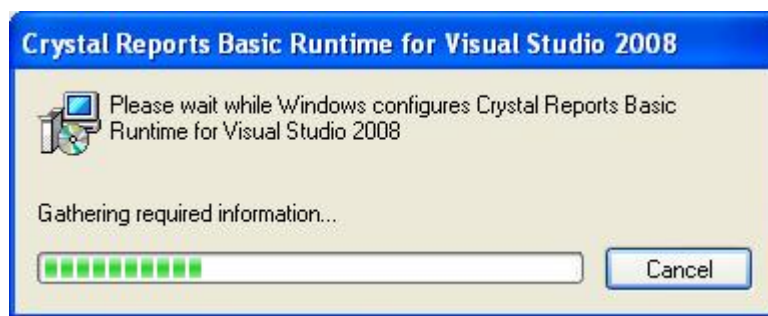 Crystal Reports Basic Runtime for Visual Studio 2008
Please wait while Windows configures Crystal Reports Basic
Runtime for Visual Studio 2008
Gathering required information...
Cancel